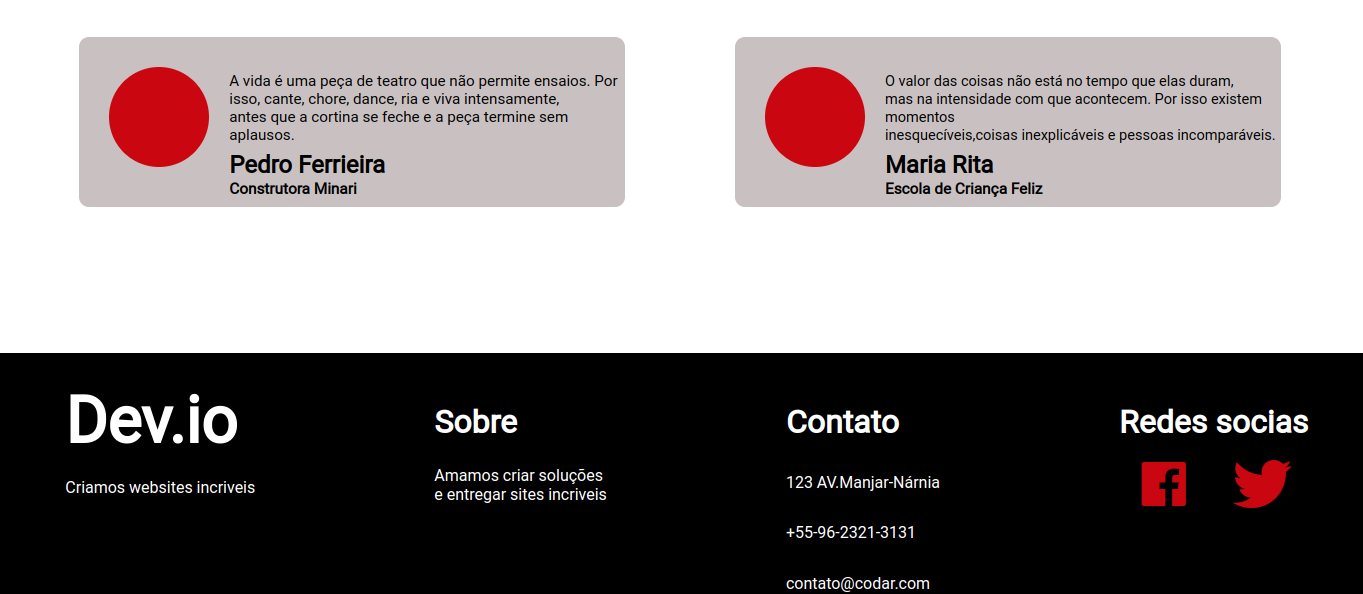 A vida é uma peça de teatro que não permite ensaios. Por
isso, cante, chore, dance, ria e viva intensamente,
antes que a cortina se feche e a peça termine sem
aplausos.
Pedro Ferrieira
Construtora Minari
O valor das coisas não está no tempo que elas duram,
mas na intensidade com que acontecem. Por isso existem
momentos
inesquecíveis,coisas inexplicáveis e pessoas incomparáveis.
Maria Rita
Escola de Criança Feliz
Dev.io
Criamos websites incriveis
Sobre
Amamos criar soluções
e entregar sites incriveis
Contato
123 AV.Manjar-Nárnia
+55-96-2321-3131
contato@codar.com
Redes socias